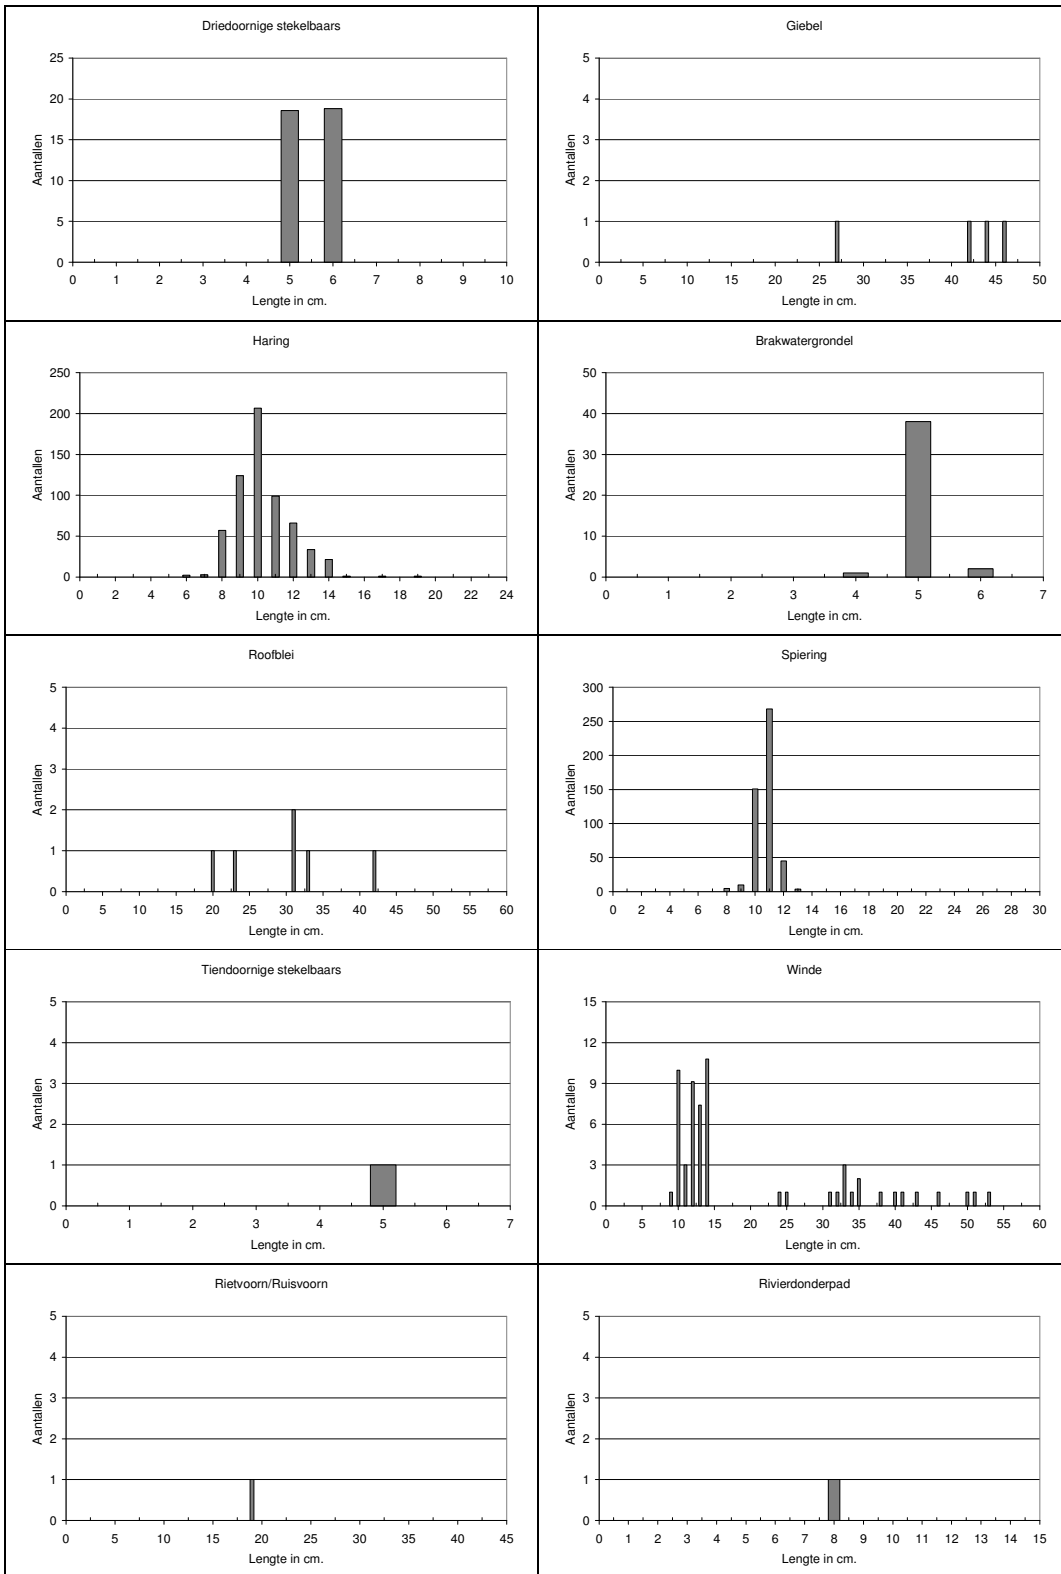 Driedoornige stekelbaars
25
20
15
10
5
0
Aantallen
0 1 2 3 4 5 6 7 8 9 10
Lengte in cm.
Giebel
5
4
3
2
1
0
Aantallen
0 5 10 15 20 25 30 35 40 45 50
Lengte in cm.
Haring
250
200
150
100
50
0
Aantallen
0 2 4 6 8 10 12 14 16 18 20 22 24
Lengte in cm.
Brakwatergrondel
50
40
30
20
10
0
Aantallen
0 1 2 3 4 5 6 7
Lengte in cm.
Roofblei
5
4
3
2
1
0
Aantallen
0 5 10 15 20 25 30 35 40 45 50 55 60
Lengte in cm.
Spiering
300
250
200
150
100
50
0
Aantallen
0 2 4 6 8 10 12 14 16 18 20 22 24 26 28 30
Lengte in cm.
Tiendoornige stekelbaars
5
4
3
2
1
0
Aantallen
0 1 2 3 4 5 6 7
Lengte in cm.
Winde
15
12
9
6
3
0
Aantallen
0 5 10 15 20 25 30 35 40 45 50 55 60
Lengte in cm.
Rietvoorn/Ruisvoorn
5
4
3
2
1
0
Aantallen
0 5 10 15 20 25 30 35 40 45
Lengte in cm.
Rivierdonderpad
5
4
3
2
1
0
Aantallen
0 1 2 3 4 5 6 7 8 9 10 11 12 13 14 15
Lengte in cm.